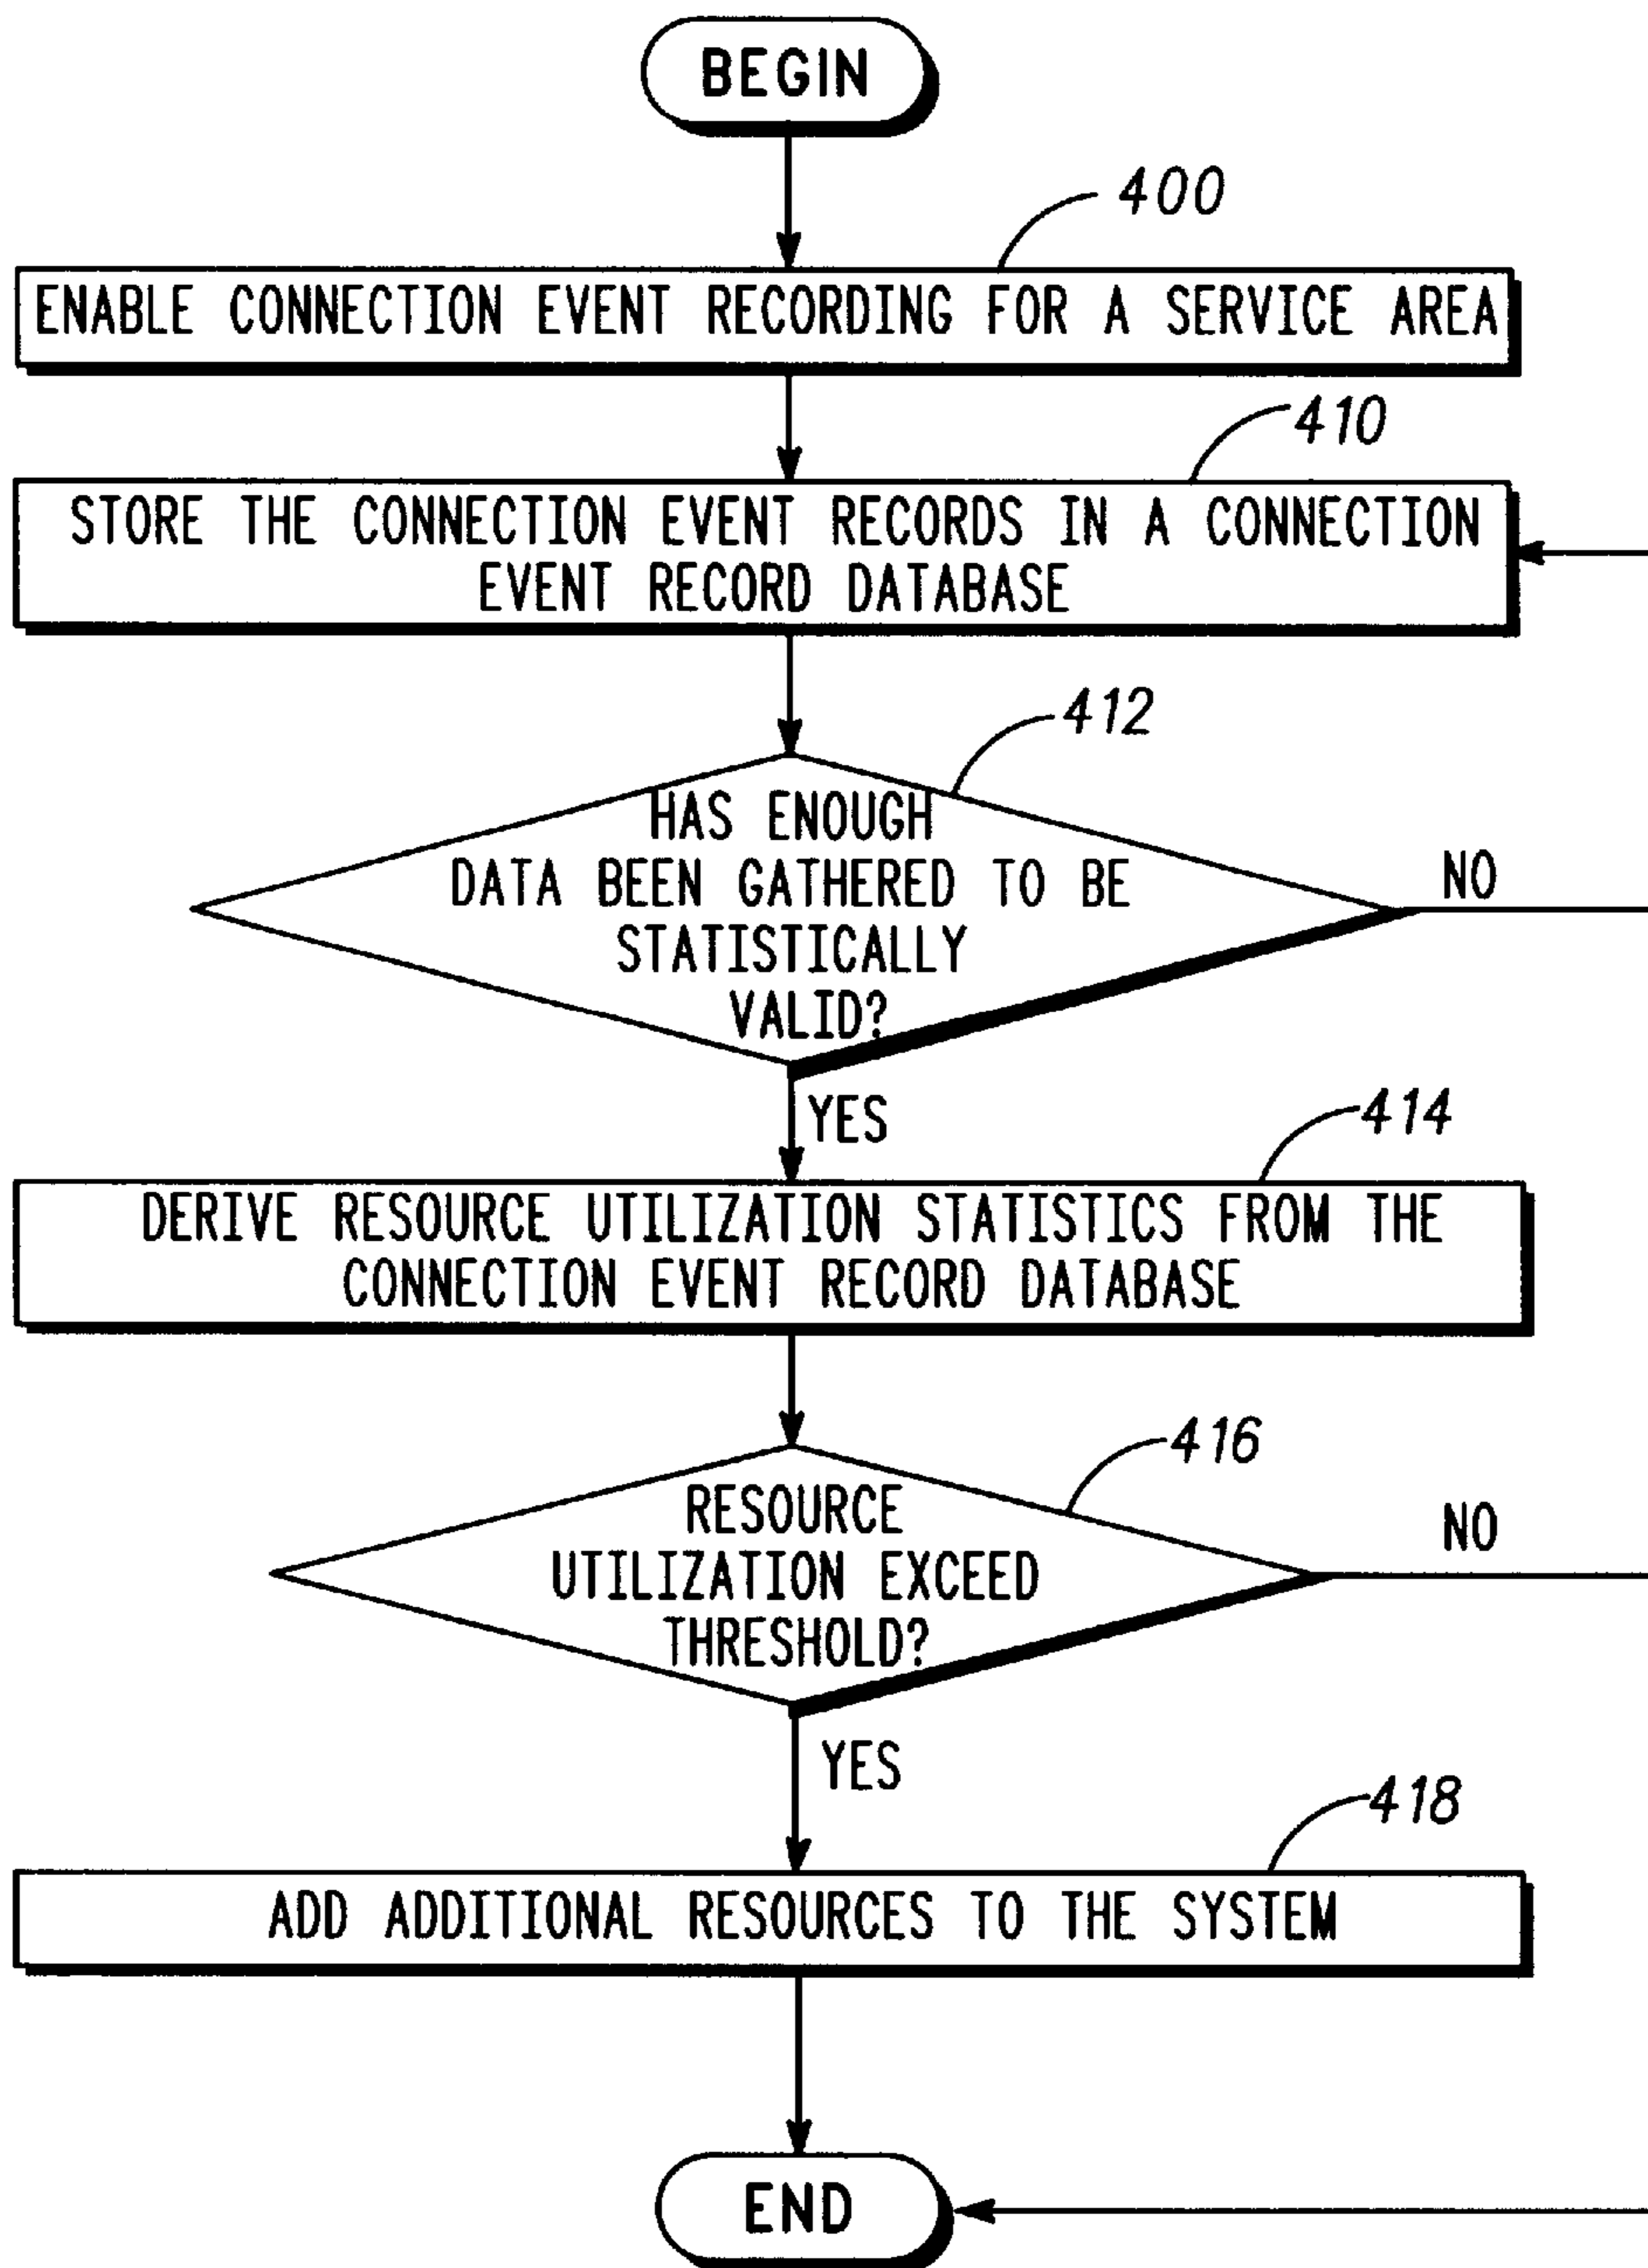 BEGIN
400
ENABLE CONNECTION EVENT RECORDING FOR A SERVICE AREA
410
STORE THE CONNECTION EVENT RECORDS IN A CONNECTION
EVENT RECORD DATABASE
412
HAS ENOUGH
DATA BEEN GATHERED TO BE
STATISTICALLY
VALID?
NO
YES
414
DERIVE RESOURCE UTILIZATION STATISTICS FROM THE
CONNECTION EVENT RECORD DATABASE
416
RESOURCE
UTILIZATION EXCEED
THRESHOLD?
NO
YES
418
ADD ADDITIONAL RESOURCES TO THE SYSTEM
END